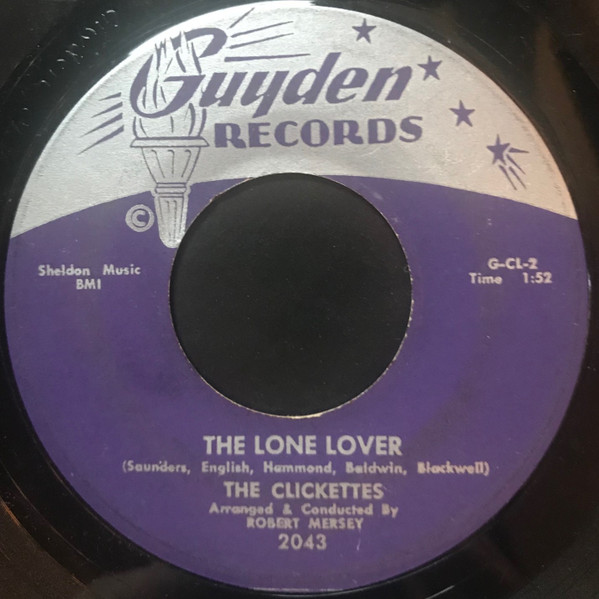 Guyden
RECORDS
©
Sheldon Music
BMI
G-CL-2
Time 1:52
THE LONE LOVER
(Saunders, English, Hammond, Baldwin, Blackwell)
THE CLICKETTES
Arranged & Conducted By
ROBERT MERSEY
2043